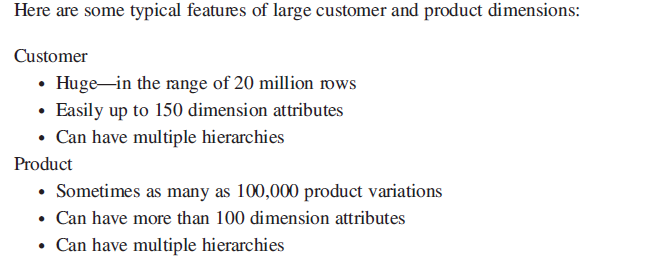 Here are some typical features of large customer and product dimensions:
Customer
• Huge—in the range of 20 million rows
• Easily up to 150 dimension attributes
• Can have multiple hierarchies
Product
• Sometimes as many as 100,000 product variations
• Can have more than 100 dimension attributes
• Can have multiple hierarchies